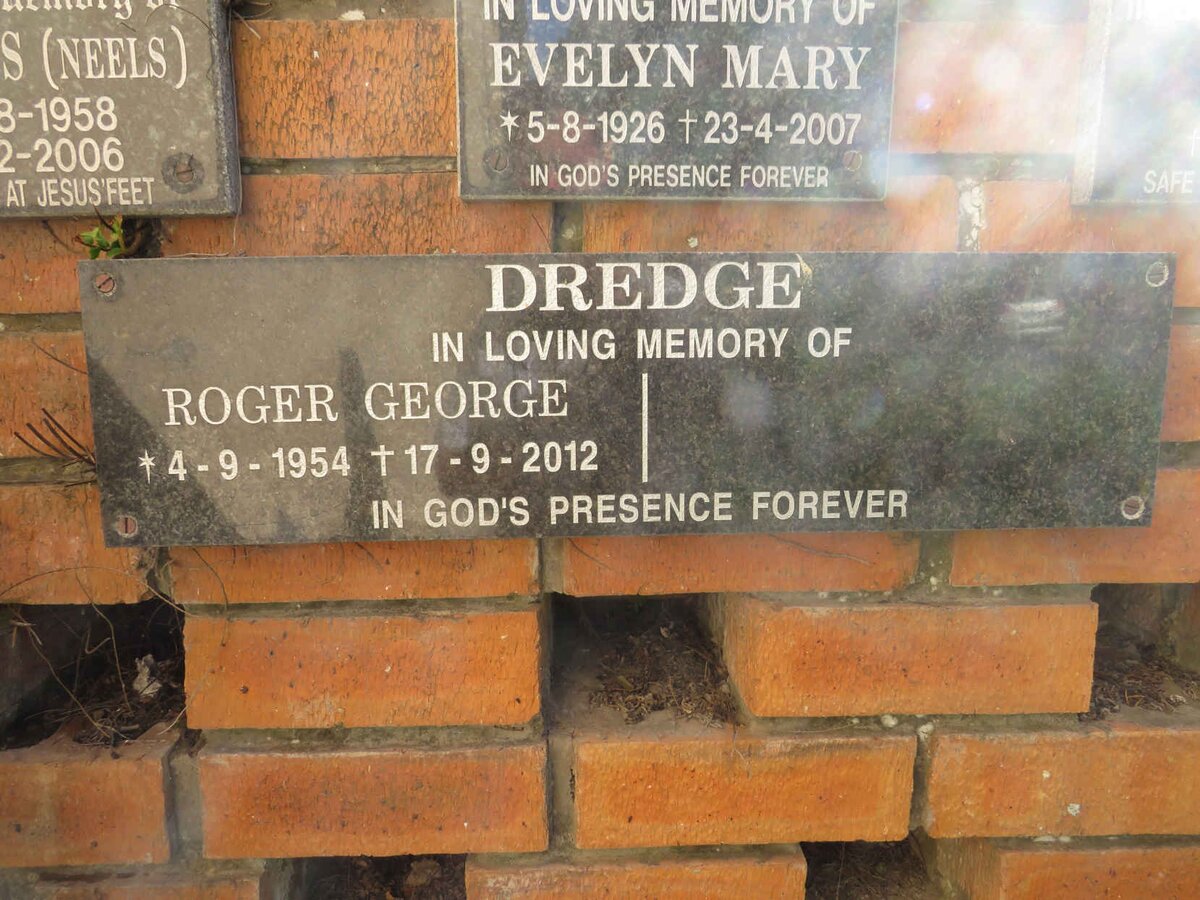 S (NEELS)
8-1958
2-2006
AT JESUS' FEET
IN LOVING MEMORY OF
EVELYN MARY
*5-8-1926 †23-4-2007
IN GOD'S PRESENCE FOREVER
SAFE
DREDGE
IN LOVING MEMORY OF
ROGER GEORGE
*4-9-1954 †17-9-2012
IN GOD'S PRESENCE FOREVER